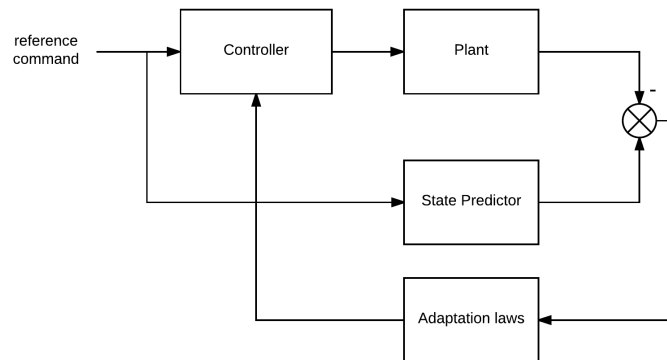 reference
command
Controller
Plant
-
State Predictor
Adaptation laws